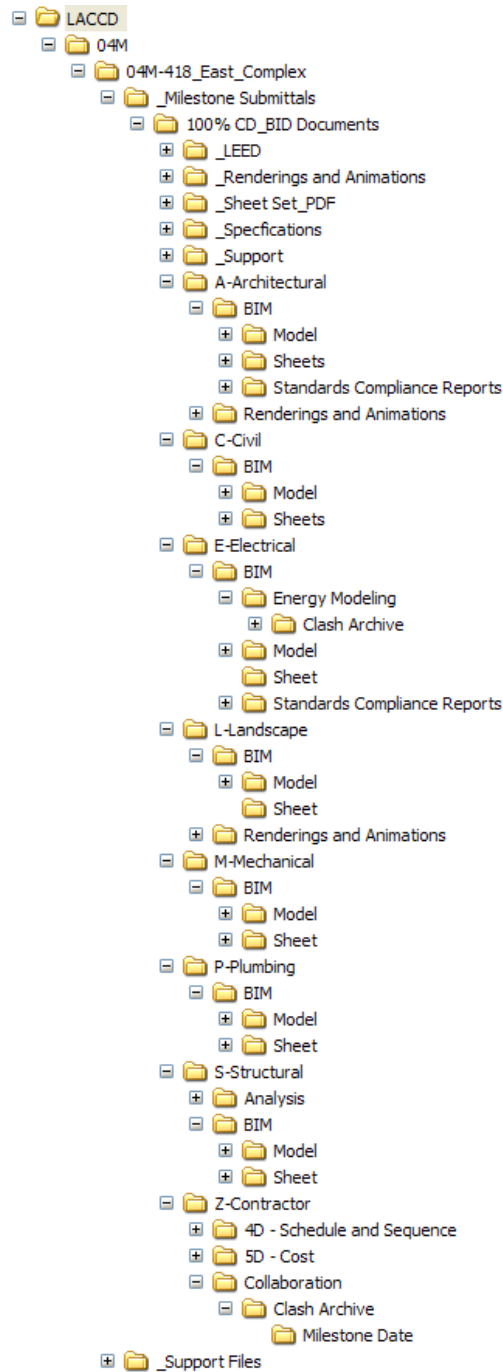 LACCD
04M
04M-418_East_Complex
_Milestone Submittals
100% CD_BID Documents
_LEED
_Renderings and Animations
_Sheet Set_PDF
_Specfications
_Support
A-Architectural
BIM
Model
Sheets
Standards Compliance Reports
Renderings and Animations
C-Civil
BIM
Model
Sheets
E-Electrical
BIM
Energy Modeling
Clash Archive
Model
Sheet
Standards Compliance Reports
L-Landscape
BIM
Model
Sheet
Renderings and Animations
M-Mechanical
BIM
Model
Sheet
P-Plumbing
BIM
Model
Sheet
S-Structural
Analysis
BIM
Model
Sheet
Z-Contractor
4D - Schedule and Sequence
5D - Cost
Collaboration
Clash Archive
Milestone Date
_Support Files